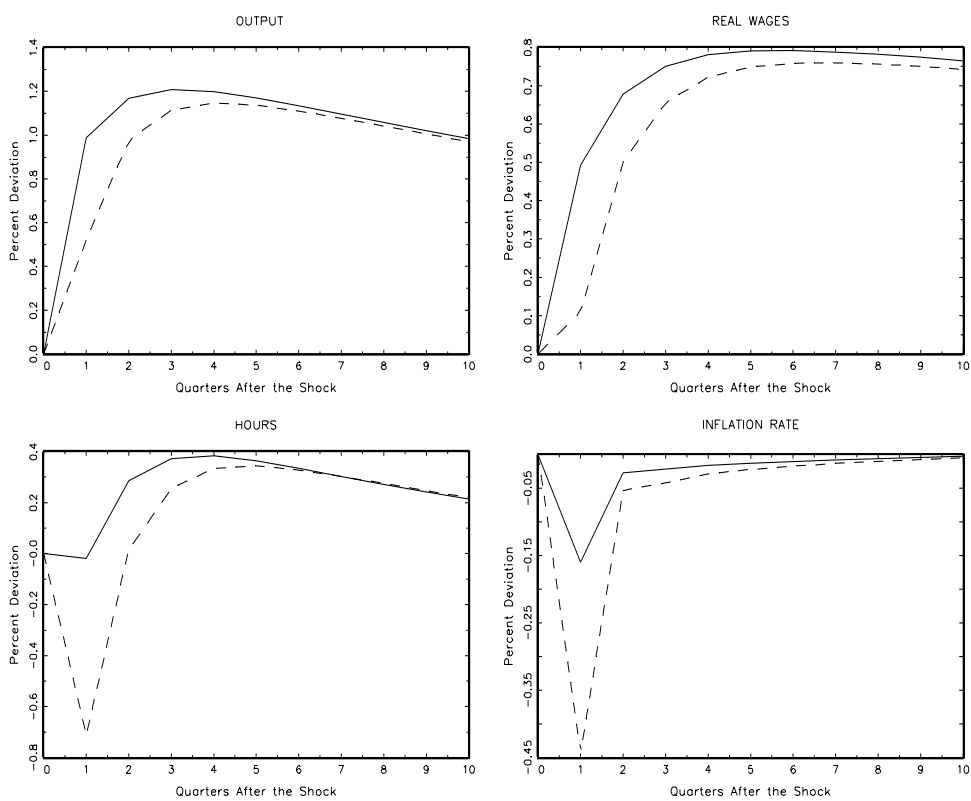 OUTPUT
Percent Deviation
1.4
1.2
1.0
0.8
0.6
0.4
0.2
0.0
0 1 2 3 4 5 6 7 8 9 10
Quarters After the Shock
REAL WAGES
Percent Deviation
0.8
0.7
0.6
0.5
0.4
0.3
0.2
0.1
0.0
0 1 2 3 4 5 6 7 8 9 10
Quarters After the Shock
HOURS
Percent Deviation
0.4
0.2
-0.0
-0.2
-0.4
-0.6
-0.8
0 1 2 3 4 5 6 7 8 9 10
Quarters After the Shock
INFLATION RATE
Percent Deviation
-0.05
-0.15
-0.25
-0.35
-0.45
0 1 2 3 4 5 6 7 8 9 10
Quarters After the Shock